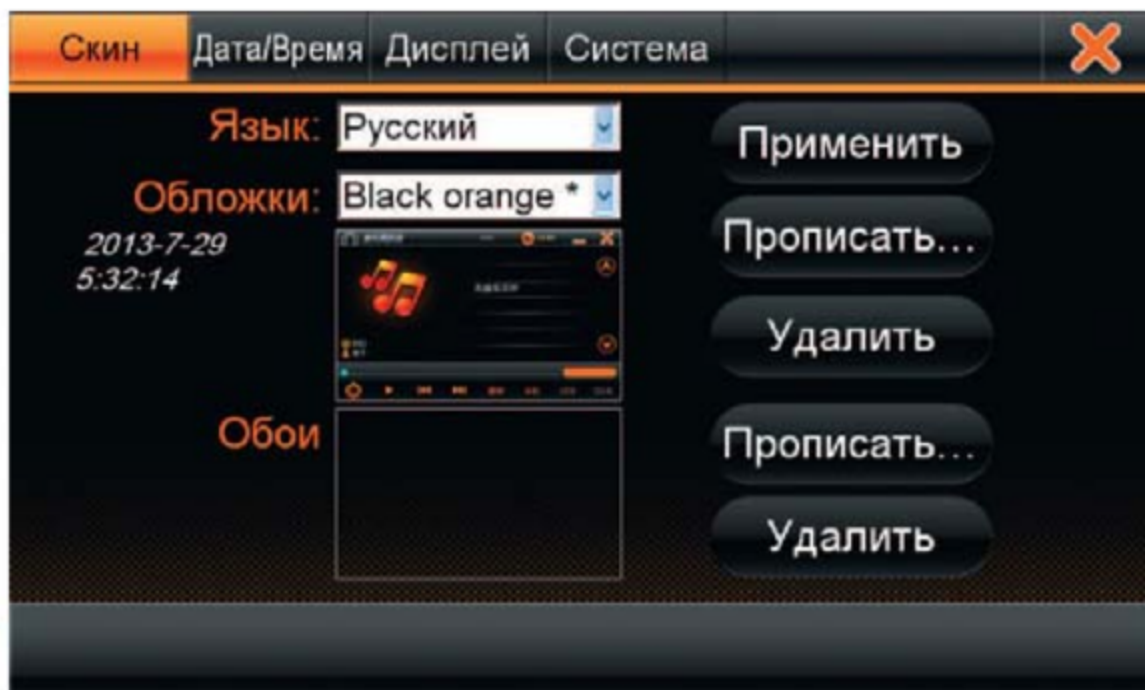 Скин Дата/Время Дисплей Система
Язык: Русский
Применить
Обложки: Black orange *
Прописать...
2013-7-29
5:32:14
Удалить
Обои
Прописать...
Удалить